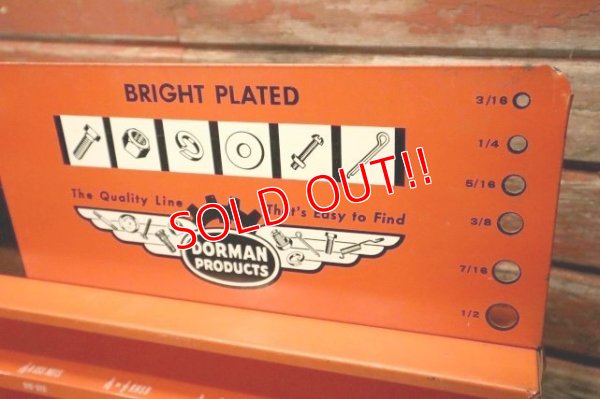 BRIGHT PLATED
3/16
1/4
5/16
3/8
7/16
1/2
The Quality Line
That's Easy to Find
SOLD OUT!!
DORMAN
PRODUCTS